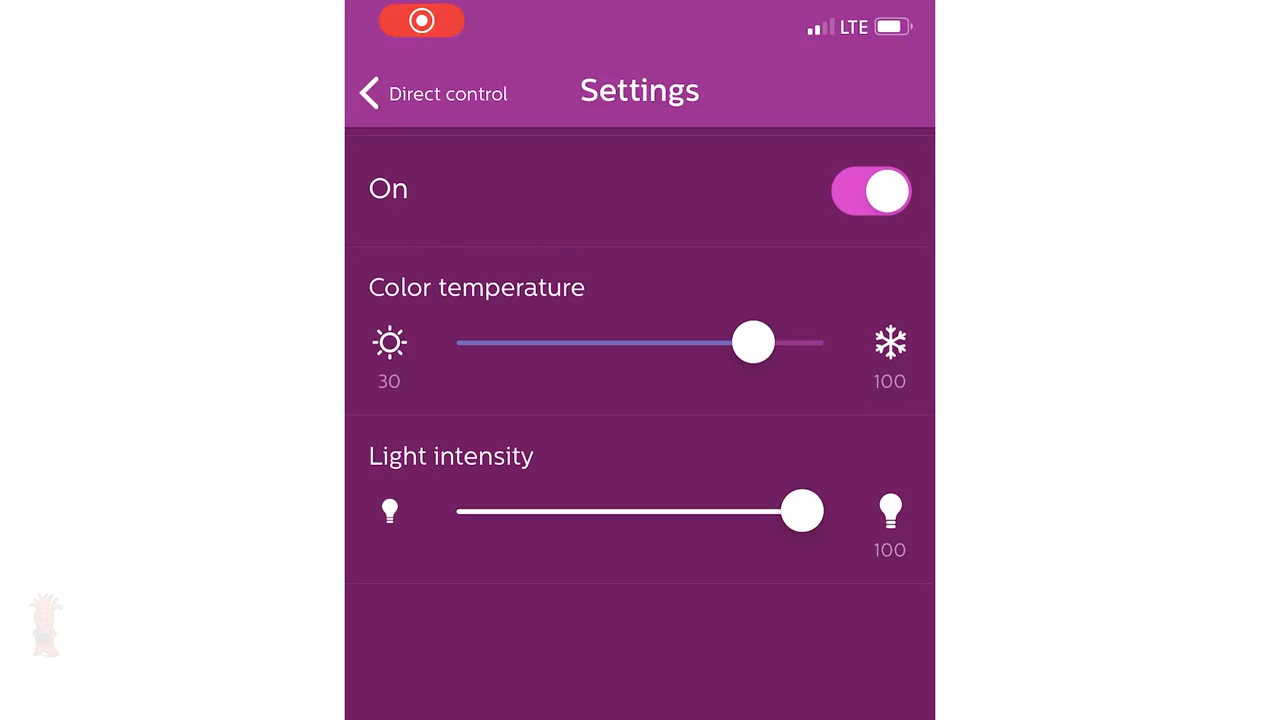 LTE
Direct control
Settings
On
Color temperature
30
100
Light intensity
100